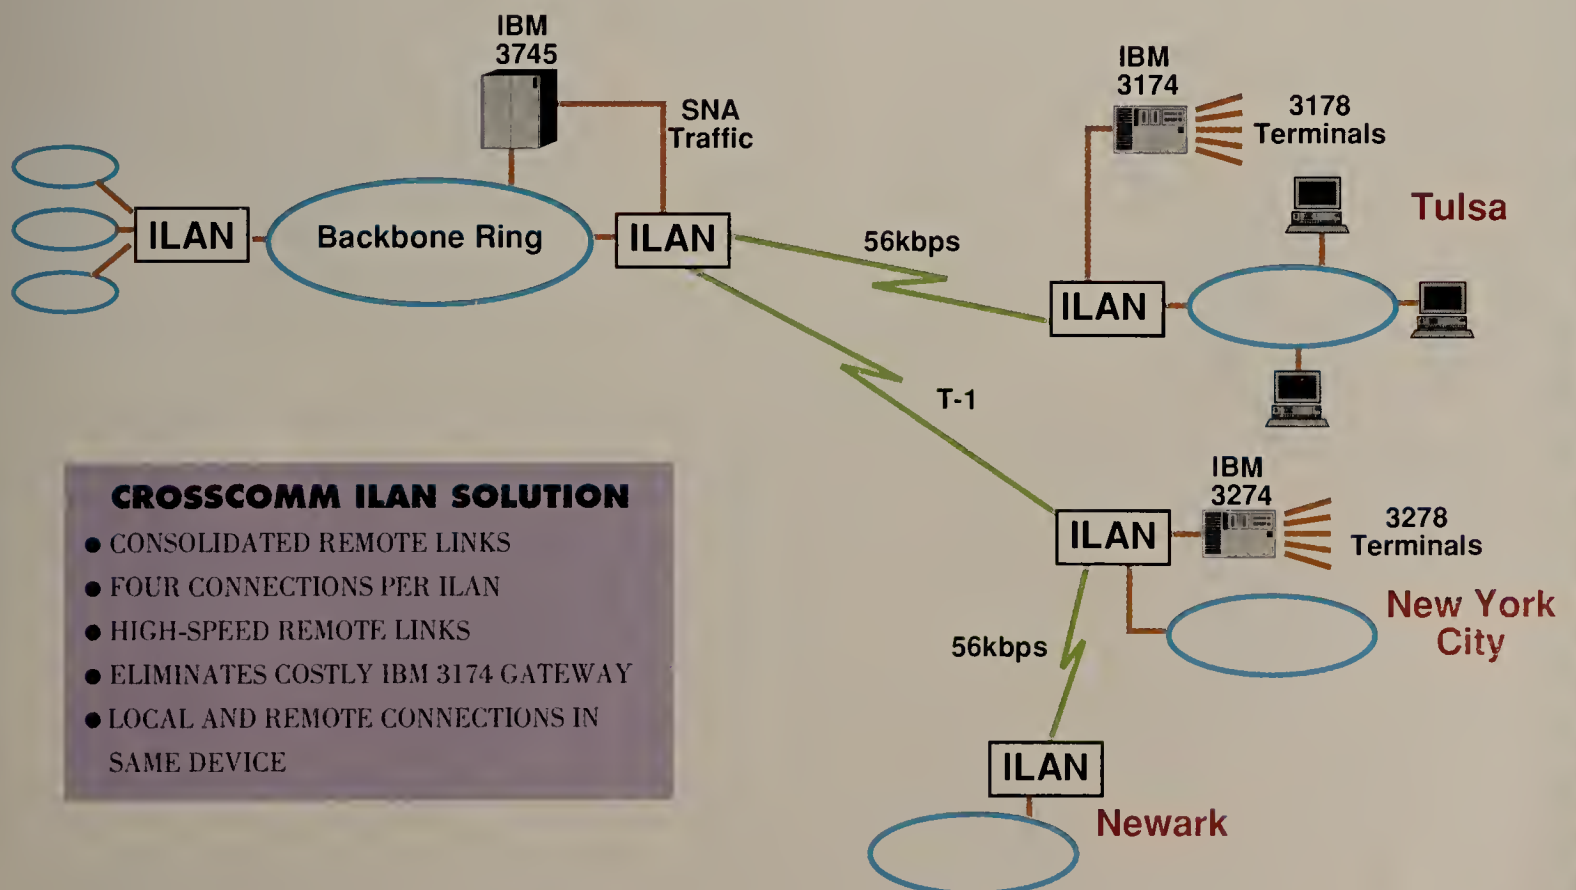 IBM
3745
SNA
Traffic
ILAN
Backbone Ring
ILAN
56kbps
T-1
IBM
3174
3178
Terminals
Tulsa
ILAN
IBM
3274
3278
Terminals
ILAN
New York
City
56kbps
ILAN
Newark
CROSSCOMM ILAN SOLUTION
● CONSOLIDATED REMOTE LINKS
● FOUR CONNECTIONS PER ILAN
● HIGH-SPEED REMOTE LINKS
● ELIMINATES COSTLY IBM 3174 GATEWAY
● LOCAL AND REMOTE CONNECTIONS IN
SAME DEVICE